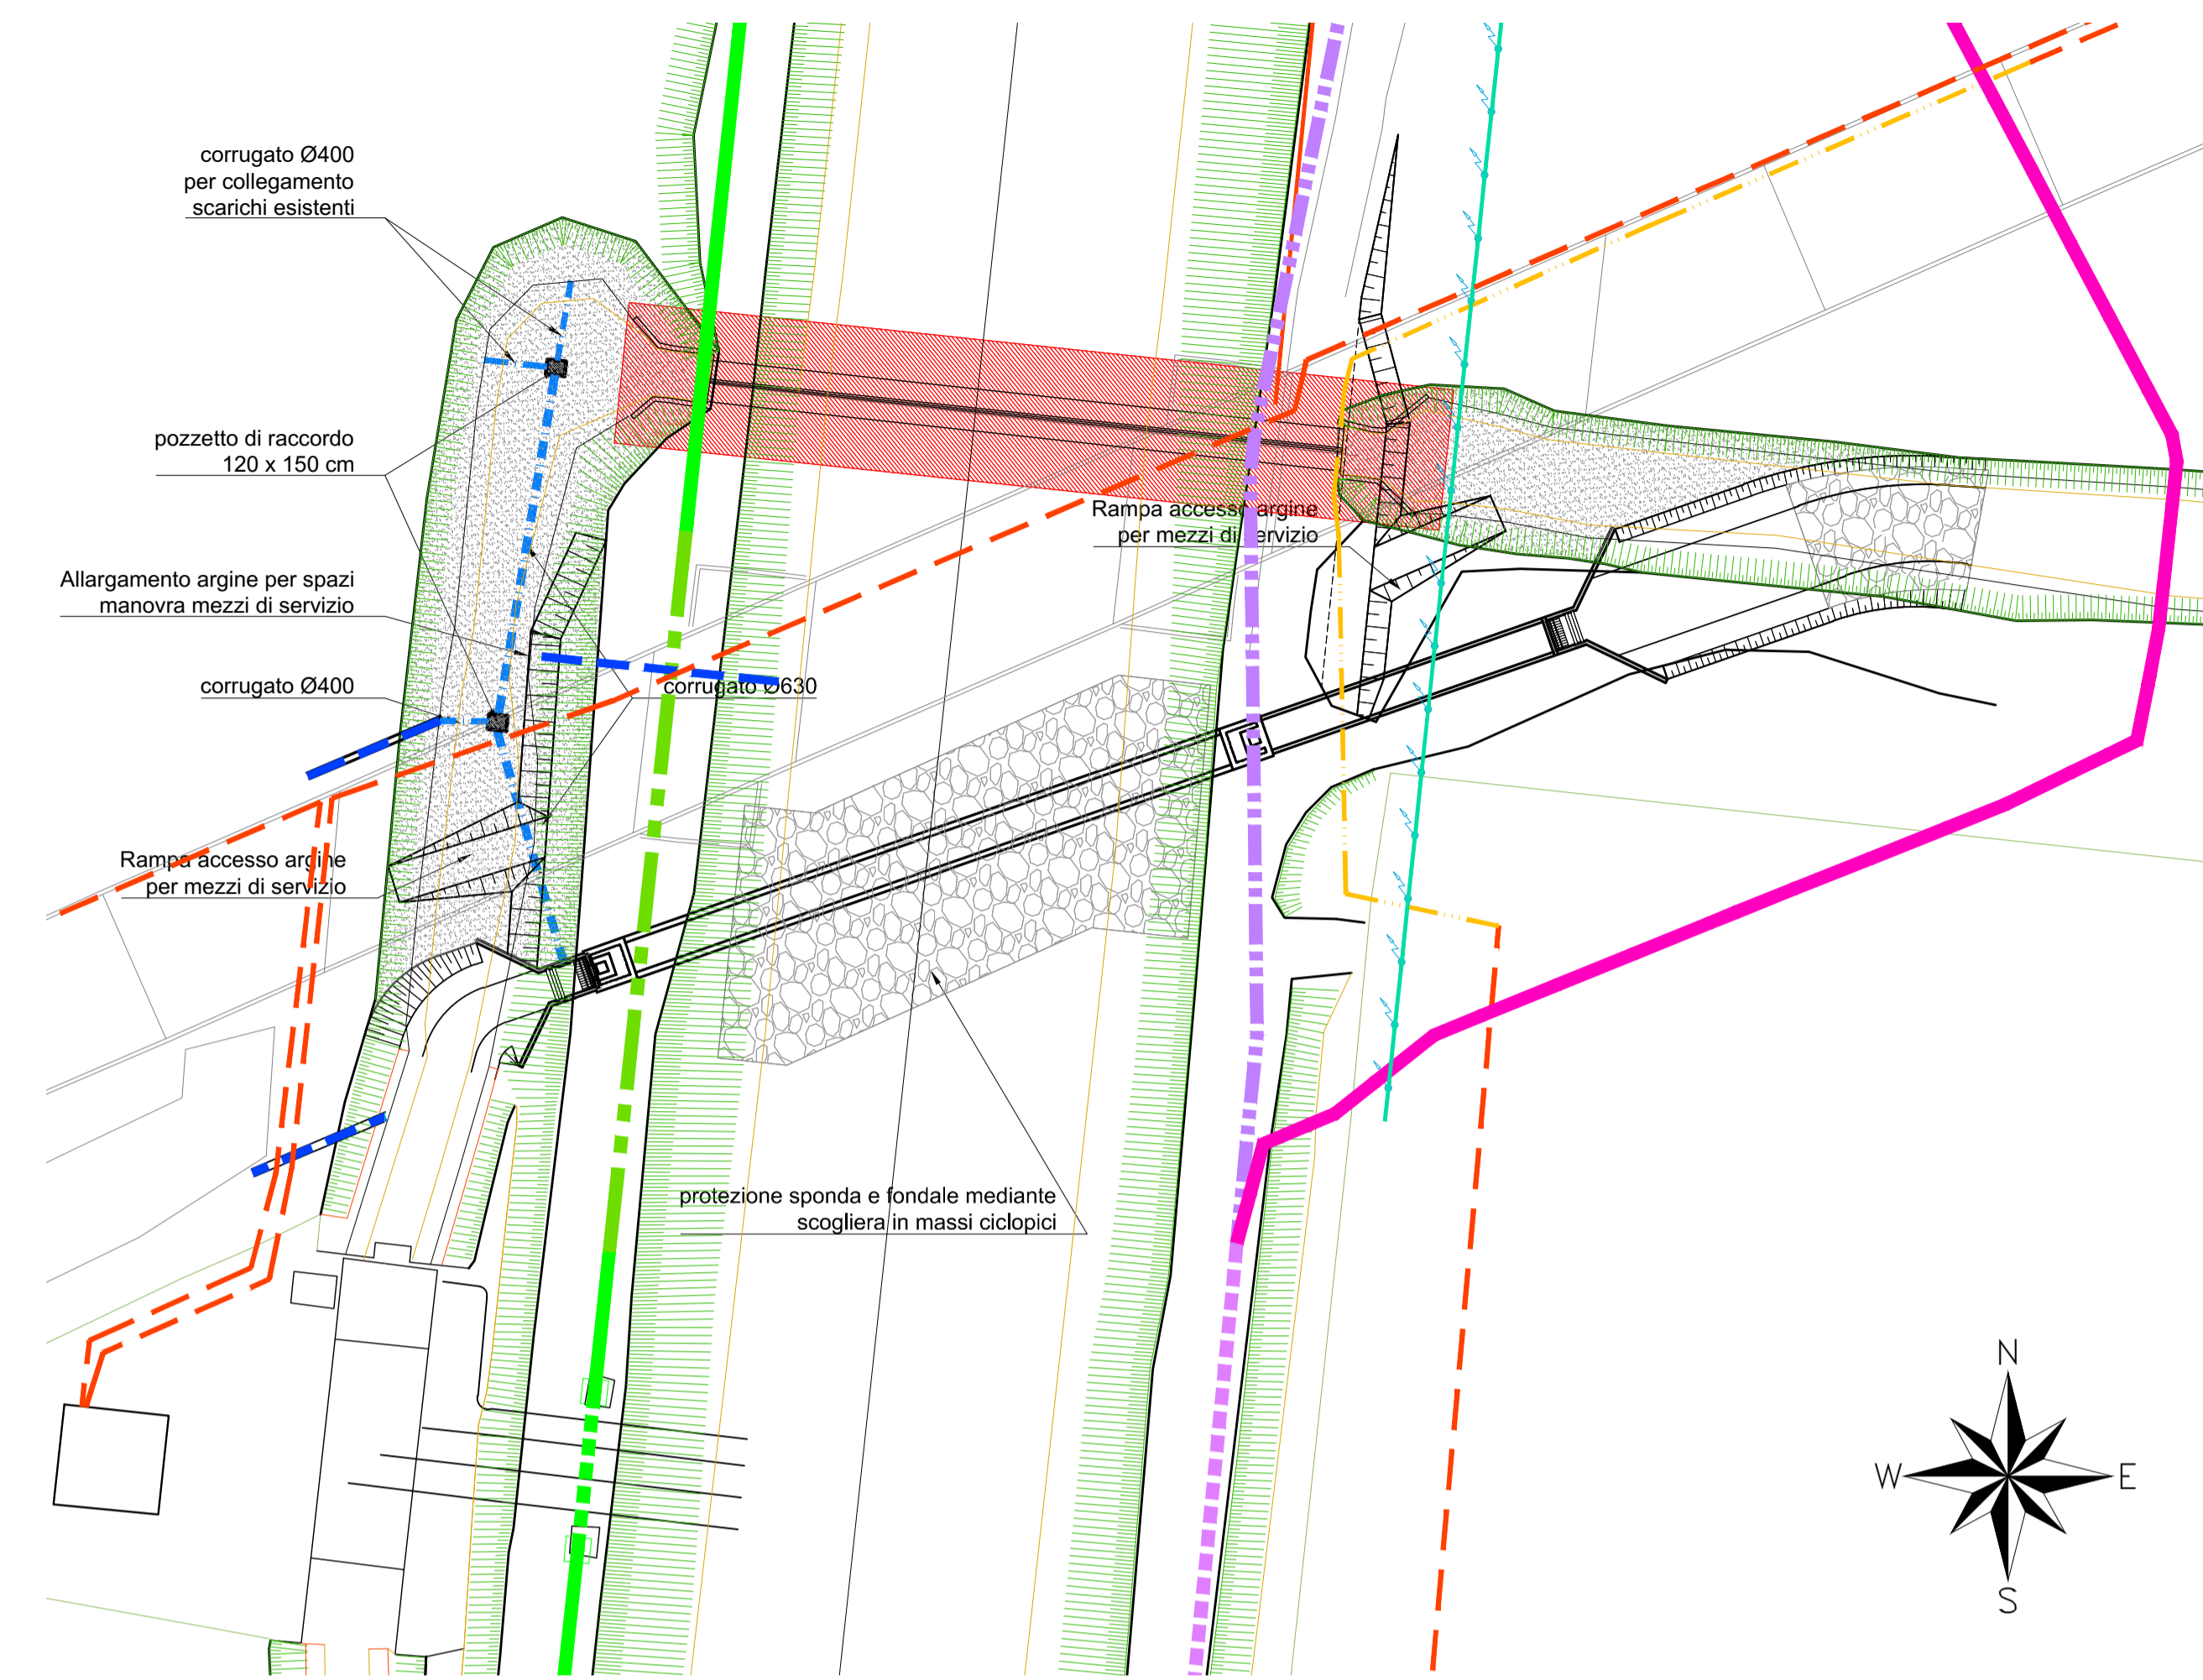 corrugato Ø400
per collegamento
scarichi esistenti
pozzetto di raccordo
120 x 150 cm
Rampa accesso argine
per mezzi di servizio
Allargamento argine per spazi
manovra mezzi di servizio
corrugato Ø400
corrugato Ø630
Rampa accesso argine
per mezzi di servizio
protezione sponda e fondale mediante
scogliera in massi ciclopici
N
W
E
S